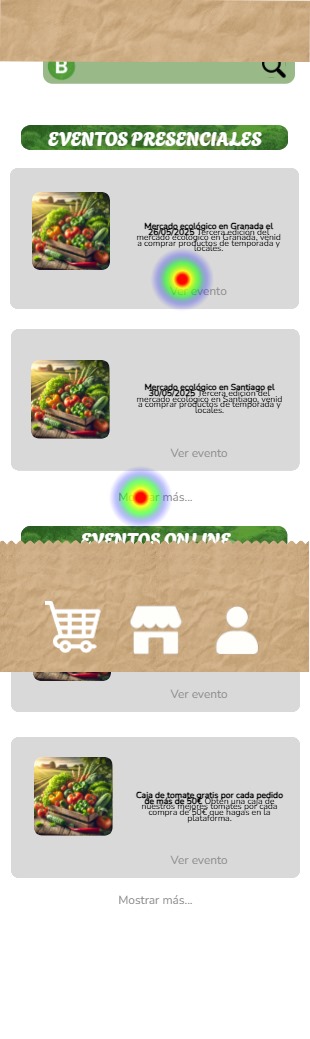 B
EVENTOS PRESENCIALES
Mercado ecológico en Granada el
26/05/2025 Tercera edición del
mercado ecológico en Granada, venid
a comprar productos de temporada y
locales.
Ver evento
Mercado ecológico en Santiago el
30/05/2025 Tercera edición del
mercado ecológico en Santiago, venid
a comprar productos de temporada y
locales.
Ver evento
Mostrar más...
EVENTOS ONLINE
Ver evento
Caja de tomate gratis por cada pedido
de más de 50€ Obtén una caja de
nuestros mejores tomates por cada
compra de 50€ que hagas en la
plataforma.
Ver evento
Mostrar más...